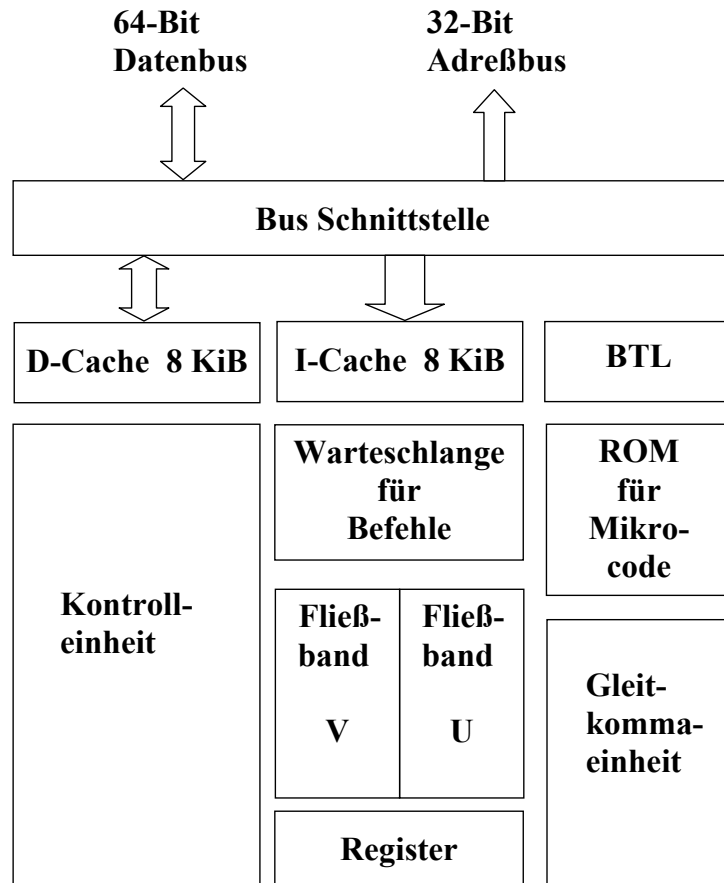 64-Bit
Datenbus
32-Bit
Adreßbus
Bus Schnittstelle
D-Cache 8 KiB
I-Cache 8 KiB
BTL
Warteschlange
für
Befehle
ROM
für
Mikro-
code
Kontroll-
einheit
Fließ-
band
V
Fließ-
band
U
Gleit-
komma-
einheit
Register